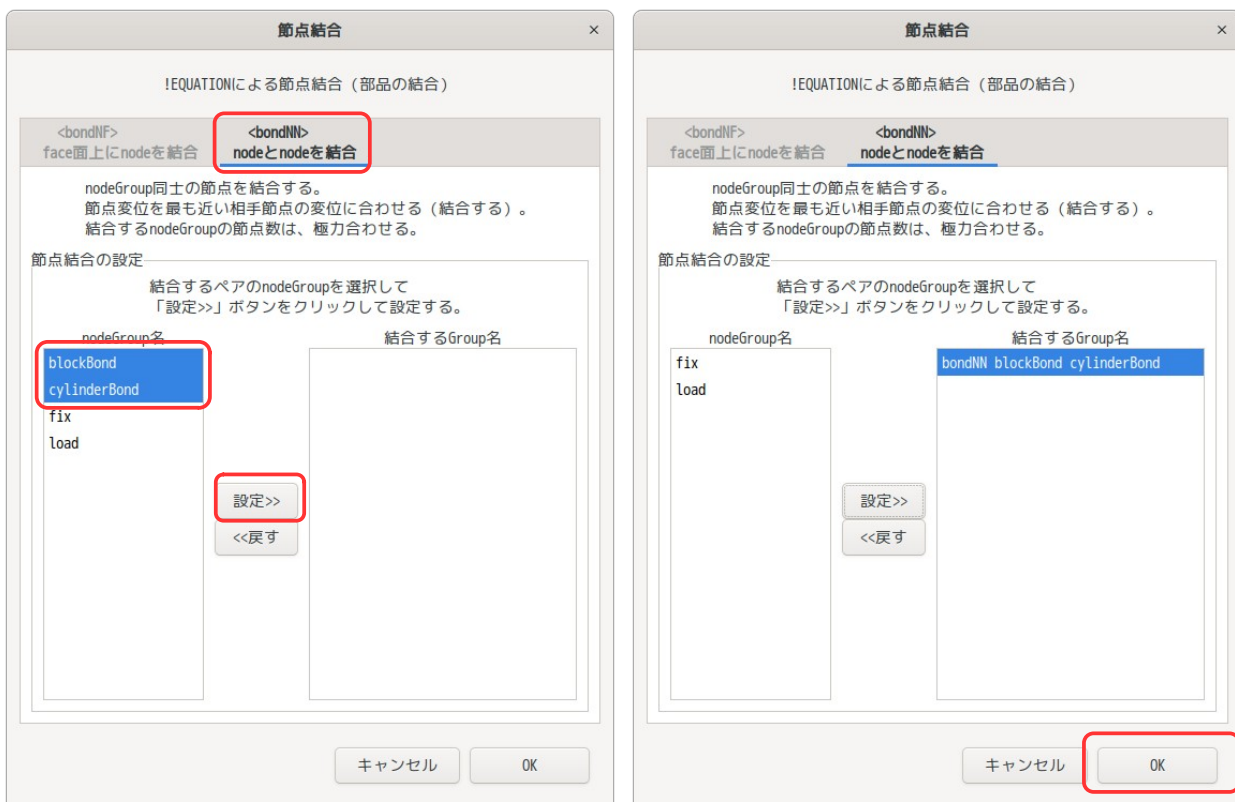 節点結合
×
!EQUATIONによる節点結合(部品の結合)
<bondNF>
face面上にnodeを結合
<bondNN>
nodeとnodeを結合
nodeGroup同士の節点を結合する。
節点変位を最も近い相手節点の変位に合わせる(結合する)。
結合するnodeGroupの節点数は、極力合わせる。
節点結合の設定
結合するペアのnodeGroupを選択して
「設定>>」ボタンをクリックして設定する。
nodeGroup名
結合するGroup名
blockBond
cylinderBond
fix
load
設定>>
<<戻す
キャンセル
OK
節点結合
×
!EQUATIONによる節点結合(部品の結合)
<bondNF>
face面上にnodeを結合
<bondNN>
nodeとnodeを結合
nodeGroup同士の節点を結合する。
節点変位を最も近い相手節点の変位に合わせる(結合する)。
結合するnodeGroupの節点数は、極力合わせる。
節点結合の設定
結合するペアのnodeGroupを選択して
「設定>>」ボタンをクリックして設定する。
nodeGroup名
結合するGroup名
fix
load
bondNN blockBond cylinderBond
設定>>
<<戻す
キャンセル
OK